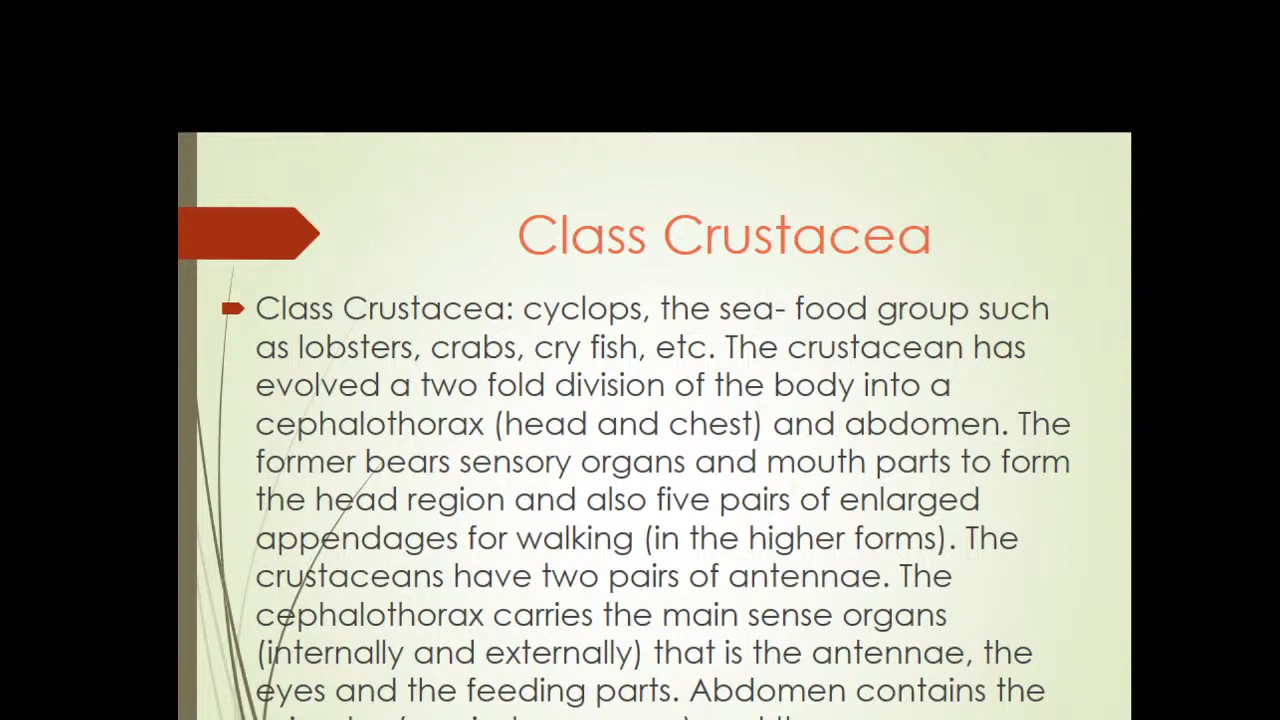 Class Crustacea
Class Crustacea: cyclops, the sea- food group such
as lobsters, crabs, cry fish, etc. The crustacean has
evolved a two fold division of the body into a
cephalothorax (head and chest) and abdomen. The
former bears sensory organs and mouth parts to form
the head region and also five pairs of enlarged
appendages for walking (in the higher forms). The
crustaceans have two pairs of antennae. The
cephalothorax carries the main sense organs
(internally and externally) that is the antennae, the
eyes and the feeding parts. Abdomen contains the